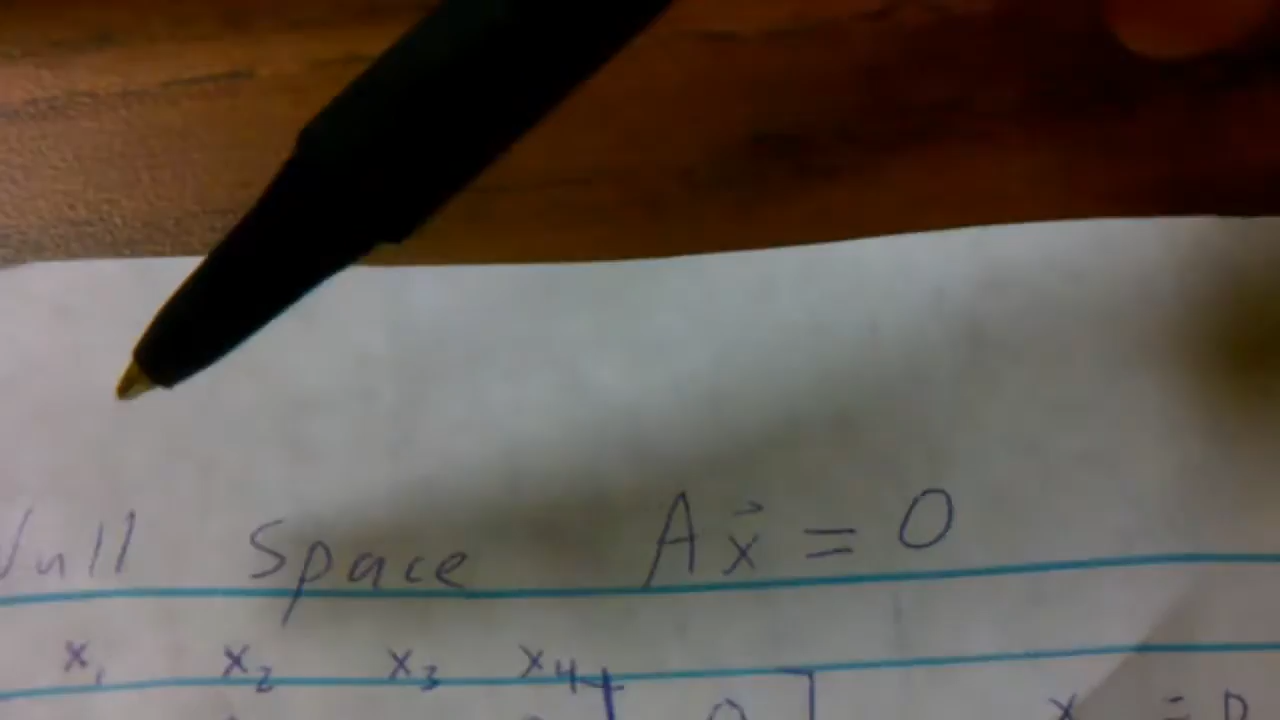 Null Space Ax⃗ = 0
x₁ x₂ x₃ x₄